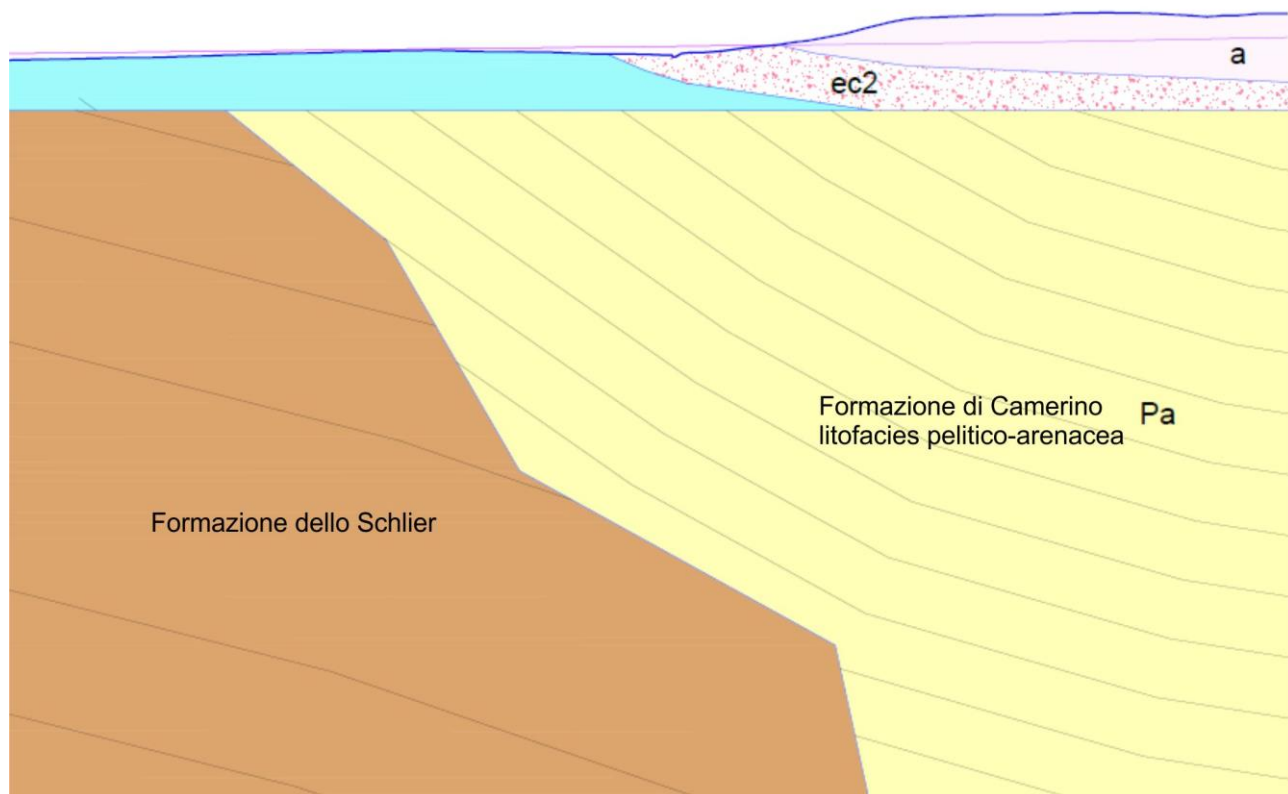 a
ec2
Formazione di Camerino
litofacies pelitico-arenacea
Pa
Formazione dello Schlier